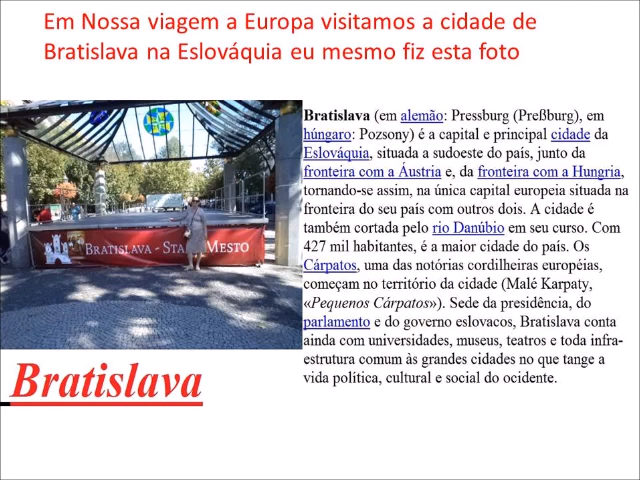 Em Nossa viagem a Europa visitamos a cidade de
Bratislava na Eslováquia eu mesmo fiz esta foto
BRATISLAVA - STA MESTO
Bratislava (em alemão: Pressburg (Preßburg), em
húngaro: Pozsony) é a capital e principal cidade da
Eslováquia, situada a sudoeste do país, junto da
fronteira com a Áustria e, da fronteira com a Hungria,
tornando-se assim, na única capital europeia situada na
fronteira do seu país com outros dois. A cidade é
também cortada pelo rio Danúbio em seu curso. Com
427 mil habitantes, é a maior cidade do país. Os
Cárpatos, uma das notórias cordilheiras européias,
começam no território da cidade (Malé Karpaty,
«Pequenos Cárpatos»). Sede da presidência, do
parlamento e do governo eslovacos, Bratislava conta
ainda com universidades, museus, teatros e toda infra-
estrutura comum às grandes cidades no que tange a
vida política, cultural e social do ocidente.
Bratislava